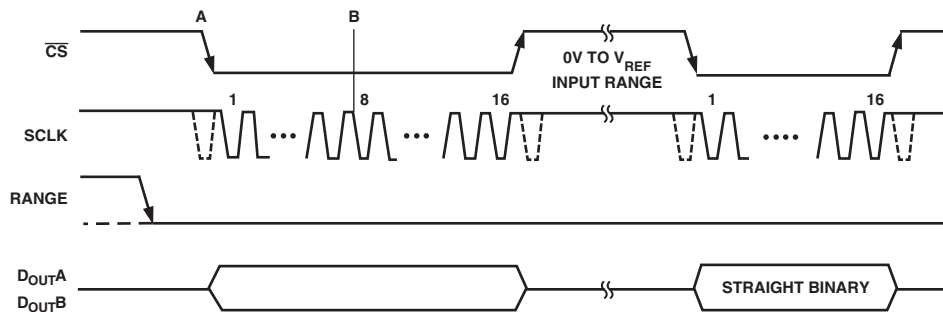 A
B
CS
0V TO VREF
INPUT RANGE
1
8
16
1
16
SCLK
RANGE
DOUTA
STRAIGHT BINARY
DOUTB